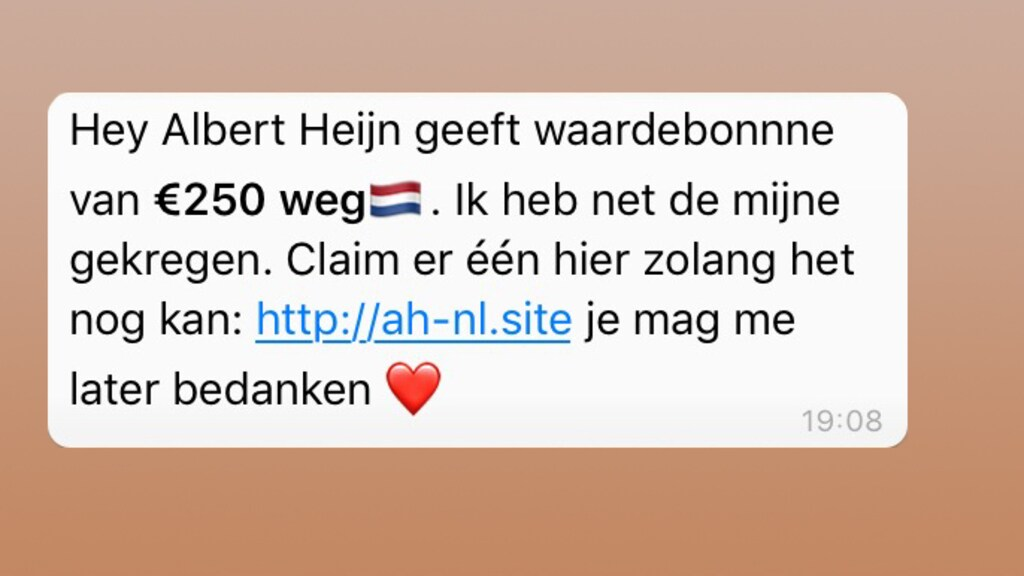 Hey Albert Heijn geeft waardebonnne
van €250 weg🇳🇱. Ik heb net de mijne
gekregen. Claim er één hier zolang het
nog kan: http://ah-nl.site je mag me
later bedanken ❤️
19:08